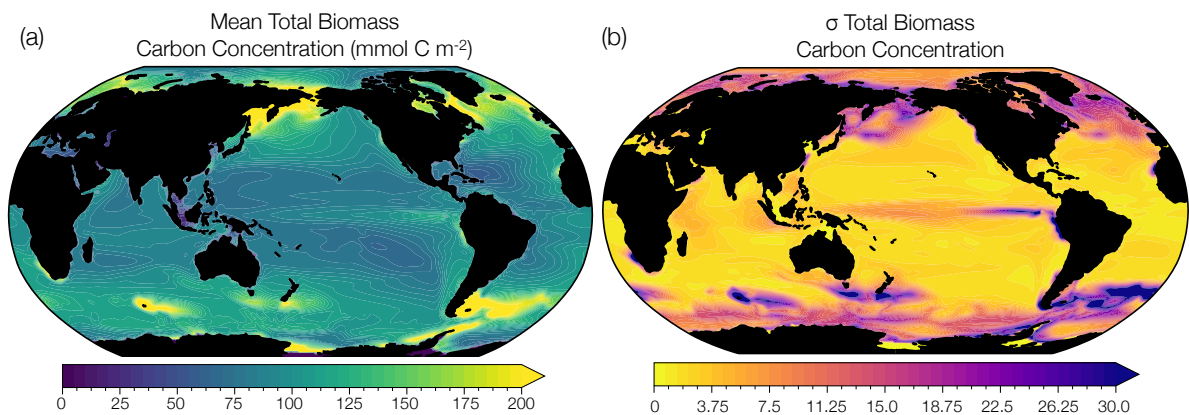 (a)
Mean Total Biomass
Carbon Concentration (mmol C m⁻²)
(b)
σ Total Biomass
Carbon Concentration
0 25 50 75 100 125 150 175 200
0 3.75 7.5 11.25 15.0 18.75 22.5 26.25 30.0